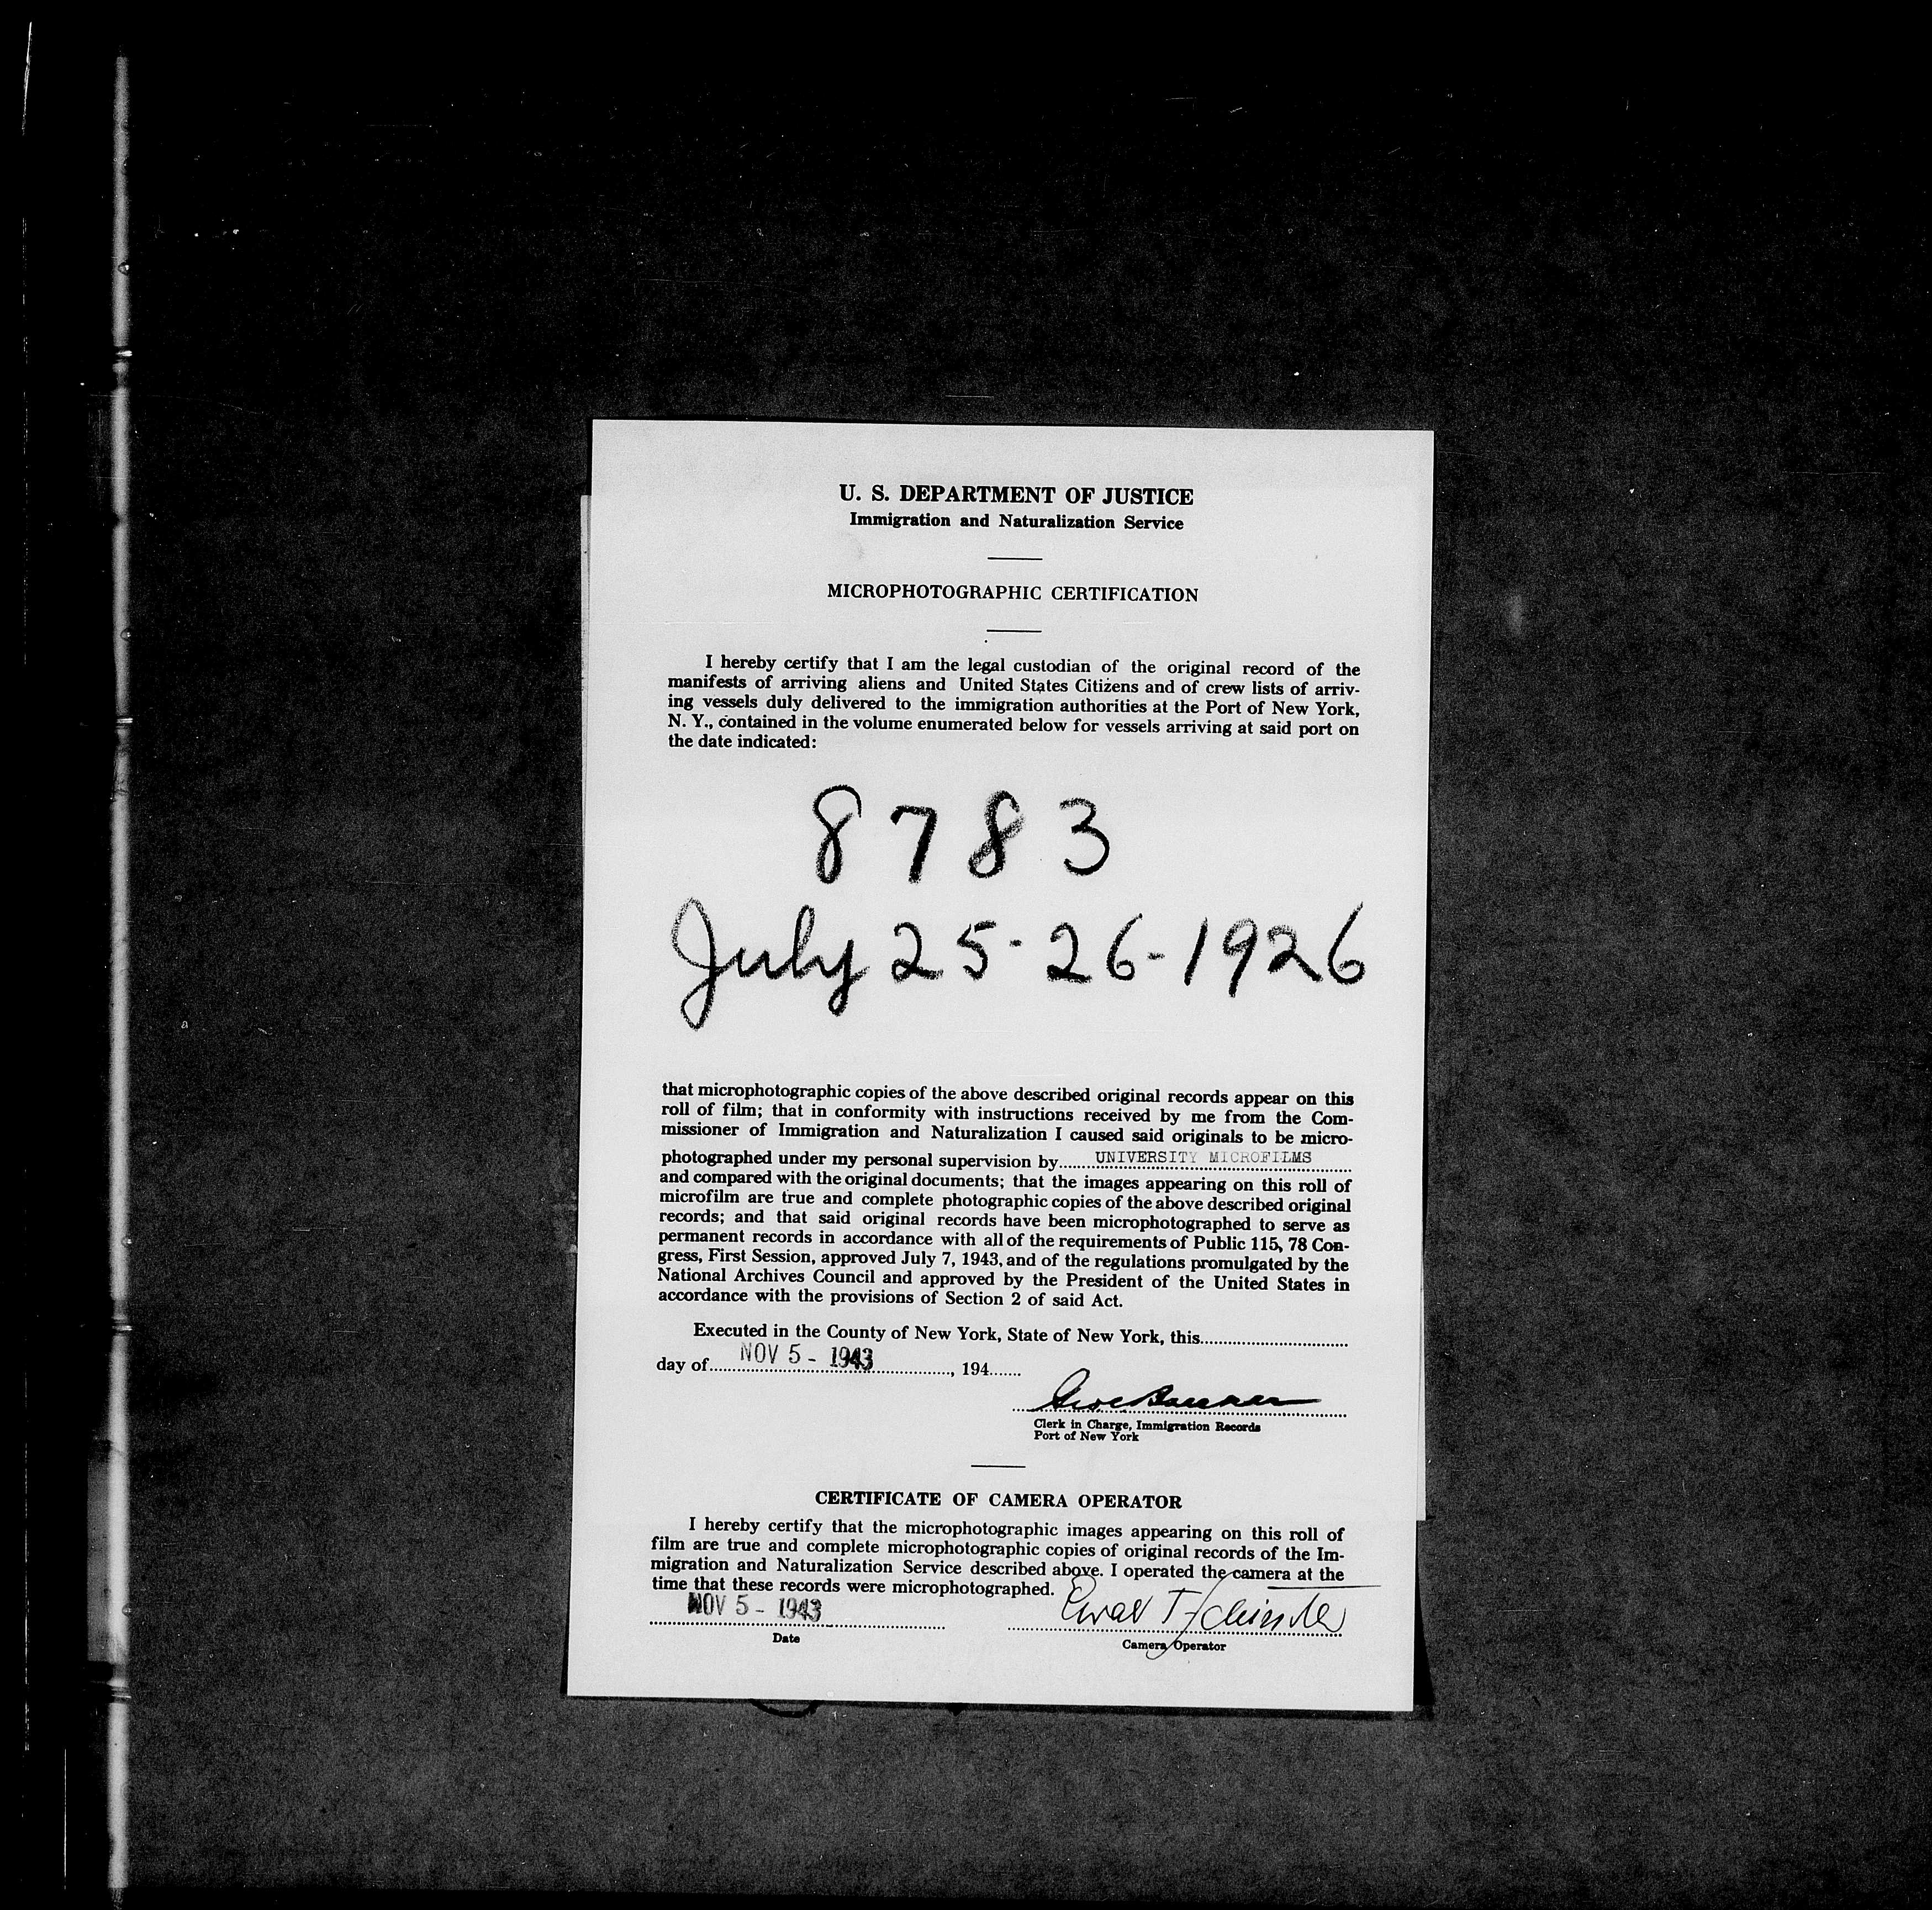 U. S. DEPARTMENT OF JUSTICE
Immigration and Naturalization Service
MICROPHOTOGRAPHIC CERTIFICATION
I hereby certify that I am the legal custodian of the original record of the
manifests of arriving aliens and United States Citizens and of crew lists of arriv-
ing vessels duly delivered to the immigration authorities at the Port of New York,
N. Y., contained in the volume enumerated below for vessels arriving at said port on
the date indicated:
8783
July 25-26-1926
that microphotographic copies of the above described original records appear on this
roll of film; that in conformity with instructions received by me from the Com-
missioner of Immigration and Naturalization I caused said originals to be micro-
photographed under my personal supervision by UNIVERSITY MICROFILMS
and compared with the original documents; that the images appearing on this roll of
microfilm are true and complete photographic copies of the above described original
records; and that said original records have been microphotographed to serve as
permanent records in accordance with all of the requirements of Public 115, 78 Con-
gress, First Session, approved July 7, 1943, and of the regulations promulgated by the
National Archives Council and approved by the President of the United States in
accordance with the provisions of Section 2 of said Act.
Executed in the County of New York, State of New York, this
day of NOV 5 - 1943, 194
Clerk in Charge, Immigration Records
Port of New York
CERTIFICATE OF CAMERA OPERATOR
I hereby certify that the microphotographic images appearing on this roll of
film are true and complete microphotographic copies of original records of the Im-
migration and Naturalization Service described above. I operated the camera at the
time that these records were microphotographed.
NOV 5 - 1943
Date
Camera Operator